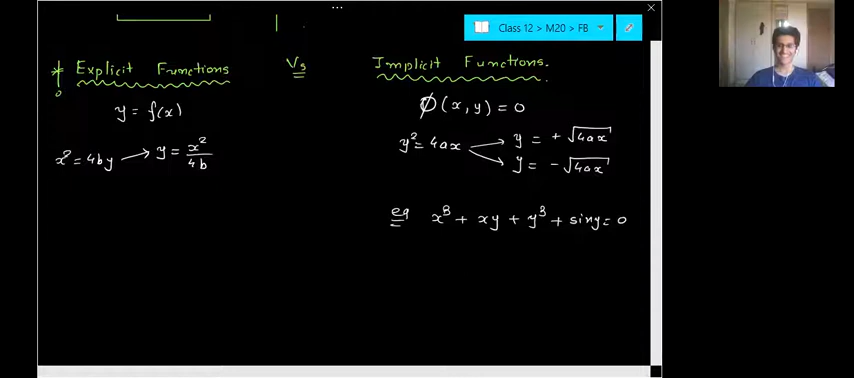 Class 12 > M20 > FB
* Explicit Functions Vs Implicit Functions.
y = f(x)
x² = 4by → y = x²/4b
Ø(x, y) = 0
y² = 4ax → y = +√4ax
→ y = -√4ax
eg x³ + xy + y³ + siny = 0